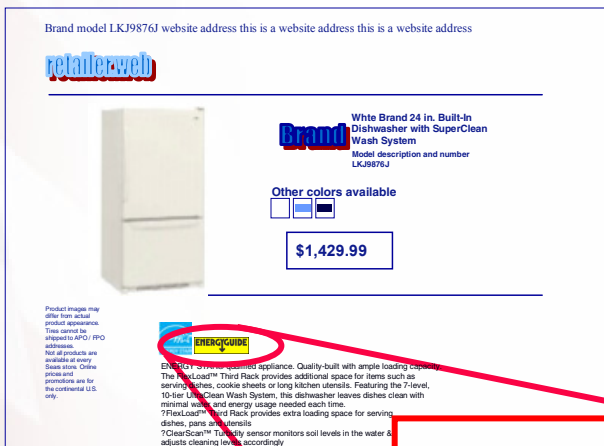 Brand model LKJ9876J website address this is a website address this is a website address
retailerweb
Brand
Whte Brand 24 in. Built-In
Dishwasher with SuperClean
Wash System
Model description and number
LKJ9876J
Other colors available
$1,429.99
Product images may
differ from actual
product appearance.
Tires cannot be
shipped to APO / FPO
addresses.
Not all products are
available at every
Sears store. Online
prices and
promotions are for
the continental U.S.
only.
ENERGYGUIDE
ENERGY STAR® qualified appliance. Quality-built with ample loading capacity.
The FlexLoad™ Third Rack provides additional space for items such as
serving dishes, cookie sheets or long kitchen utensils. Featuring the 7-level,
10-tier UltraClean Wash System, this dishwasher leaves dishes clean with
minimal water and energy usage needed each time.
?FlexLoad™ Third Rack provides extra loading space for serving
dishes, pans and utensils
?ClearScan™ Turbidity sensor monitors soil levels in the water &
adjusts cleaning levels accordingly